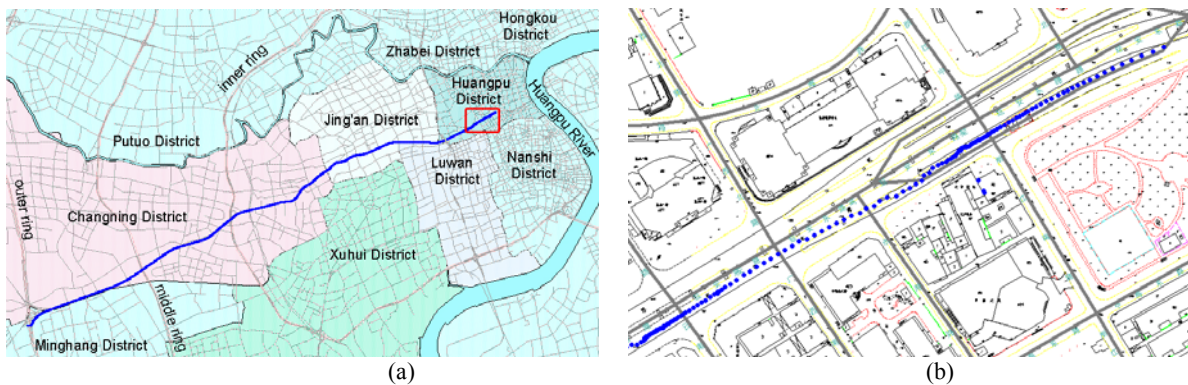 Hongkou
District
Zhabei District
inner ring
Huangpu
District
Huangpu River
Jing'an District
Putuo District
Nanshi
District
Luwan
District
outer ring
Changning District
Xuhui District
middle ring
Minghang District
(a)
(b)